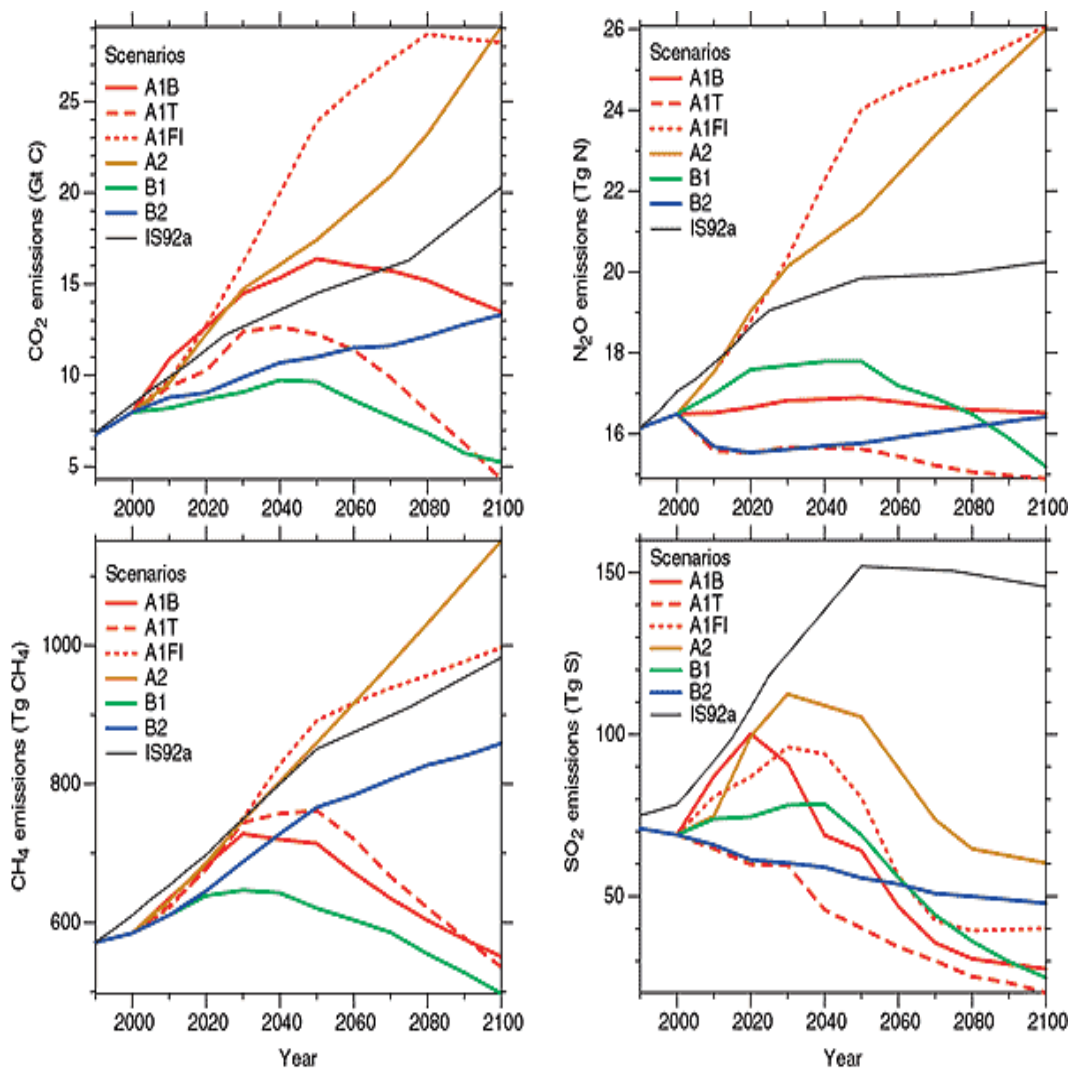 Scenarios
A1B
A1T
A1FI
A2
B1
B2
IS92a
CO2 emissions (Gt C)
25
20
15
10
5
2000 2020 2040 2060 2080 2100
Scenarios
A1B
A1T
A1FI
A2
B1
B2
IS92a
N2O emissions (Tg N)
26
24
22
20
18
16
2000 2020 2040 2060 2080 2100
Scenarios
A1B
A1T
A1FI
A2
B1
B2
IS92a
CH4 emissions (Tg CH4)
1000
800
600
2000 2020 2040 2060 2080 2100
Year
Scenarios
A1B
A1T
A1FI
A2
B1
B2
IS92a
SO2 emissions (Tg S)
150
100
50
2000 2020 2040 2060 2080 2100
Year